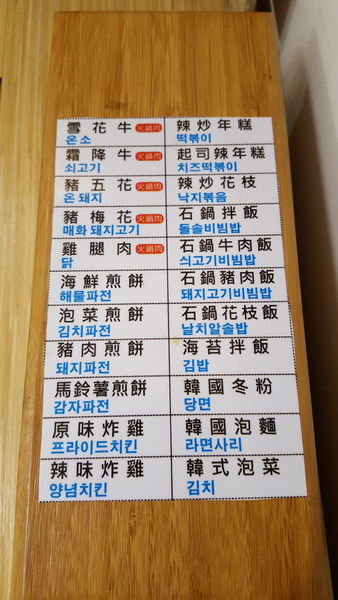 雪花牛 火鍋肉
온소
霜降牛 火鍋肉
쇠고기
豬五花 火鍋肉
온돼지
豬梅花 火鍋肉
매화돼지고기
雞腿肉 火鍋肉
닭
海鮮煎餅
해물파전
泡菜煎餅
김치파전
豬肉煎餅
돼지파전
馬鈴薯煎餅
감자파전
原味炸雞
프라이드치킨
辣味炸雞
양념치킨
辣炒年糕
떡볶이
起司辣年糕
치즈떡볶이
辣炒花枝
낙지볶음
石鍋拌飯
돌솔비빔밥
石鍋牛肉飯
쇠고기비빔밥
石鍋豬肉飯
돼지고기비빔밥
石鍋花枝飯
날치알솔밥
海苔拌飯
김밥
韓國冬粉
당면
韓國泡麵
라면사리
韓式泡菜
김치